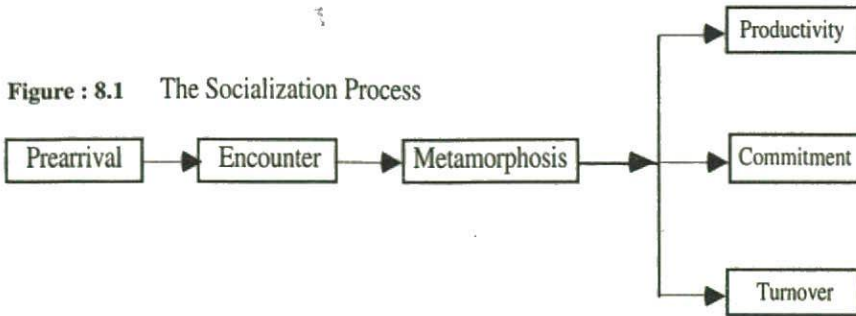 Productivity
Figure : 8.1 The Socialization Process
Prearrival Encounter Metamorphosis Commitment
Turnover